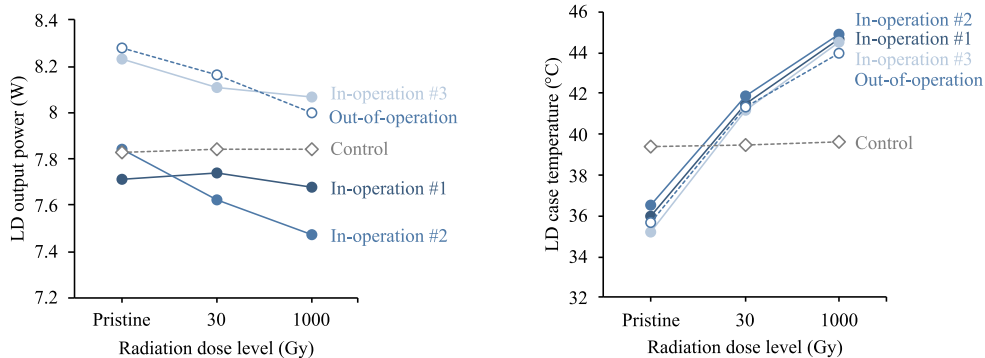 8.4
8.2
8
7.8
7.6
7.4
7.2
LD output power (W)
Pristine 30 1000
Radiation dose level (Gy)
In-operation #3
Out-of-operation
Control
In-operation #1
In-operation #2
46
44
42
40
38
36
34
32
LD case temperature (°C)
Pristine 30 1000
Radiation dose level (Gy)
In-operation #2
In-operation #1
In-operation #3
Out-of-operation
Control